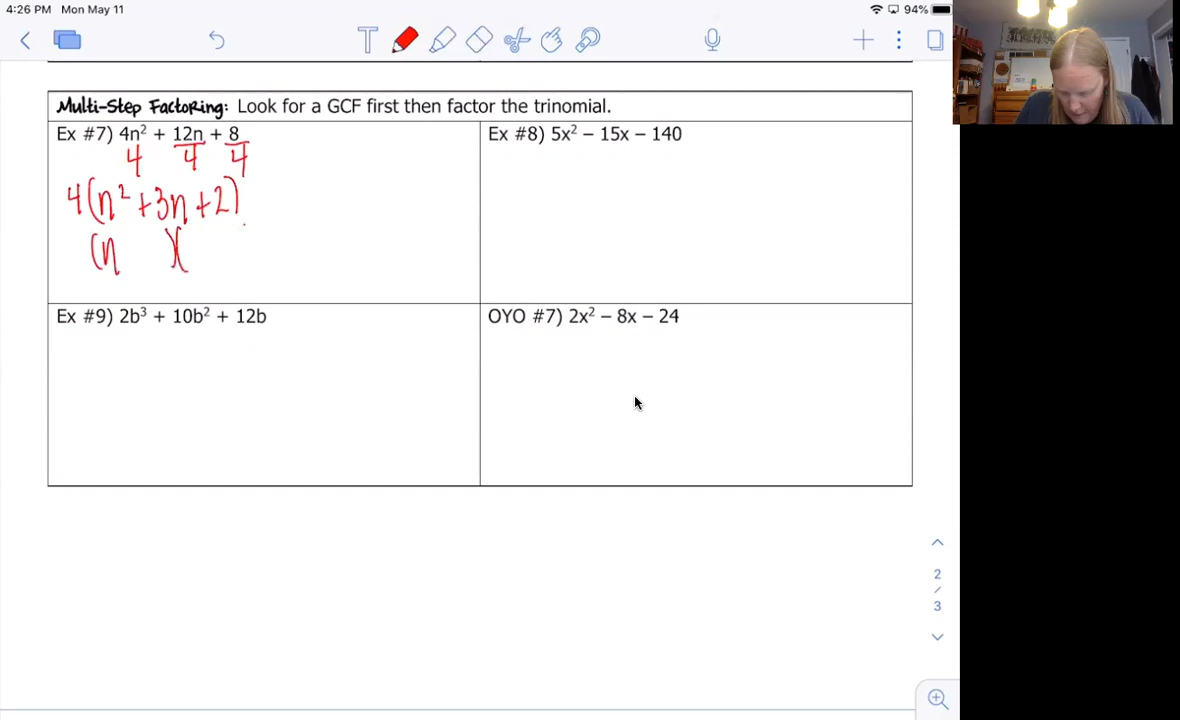 4:26 PM Mon May 11
94%
Multi-Step Factoring: Look for a GCF first then factor the trinomial.
Ex #7) 4n² + 12n + 8
4 4 4
4(n² + 3n + 2)
(n )(
Ex #8) 5x² – 15x – 140
Ex #9) 2b³ + 10b² + 12b
OYO #7) 2x² – 8x – 24
2
/
3